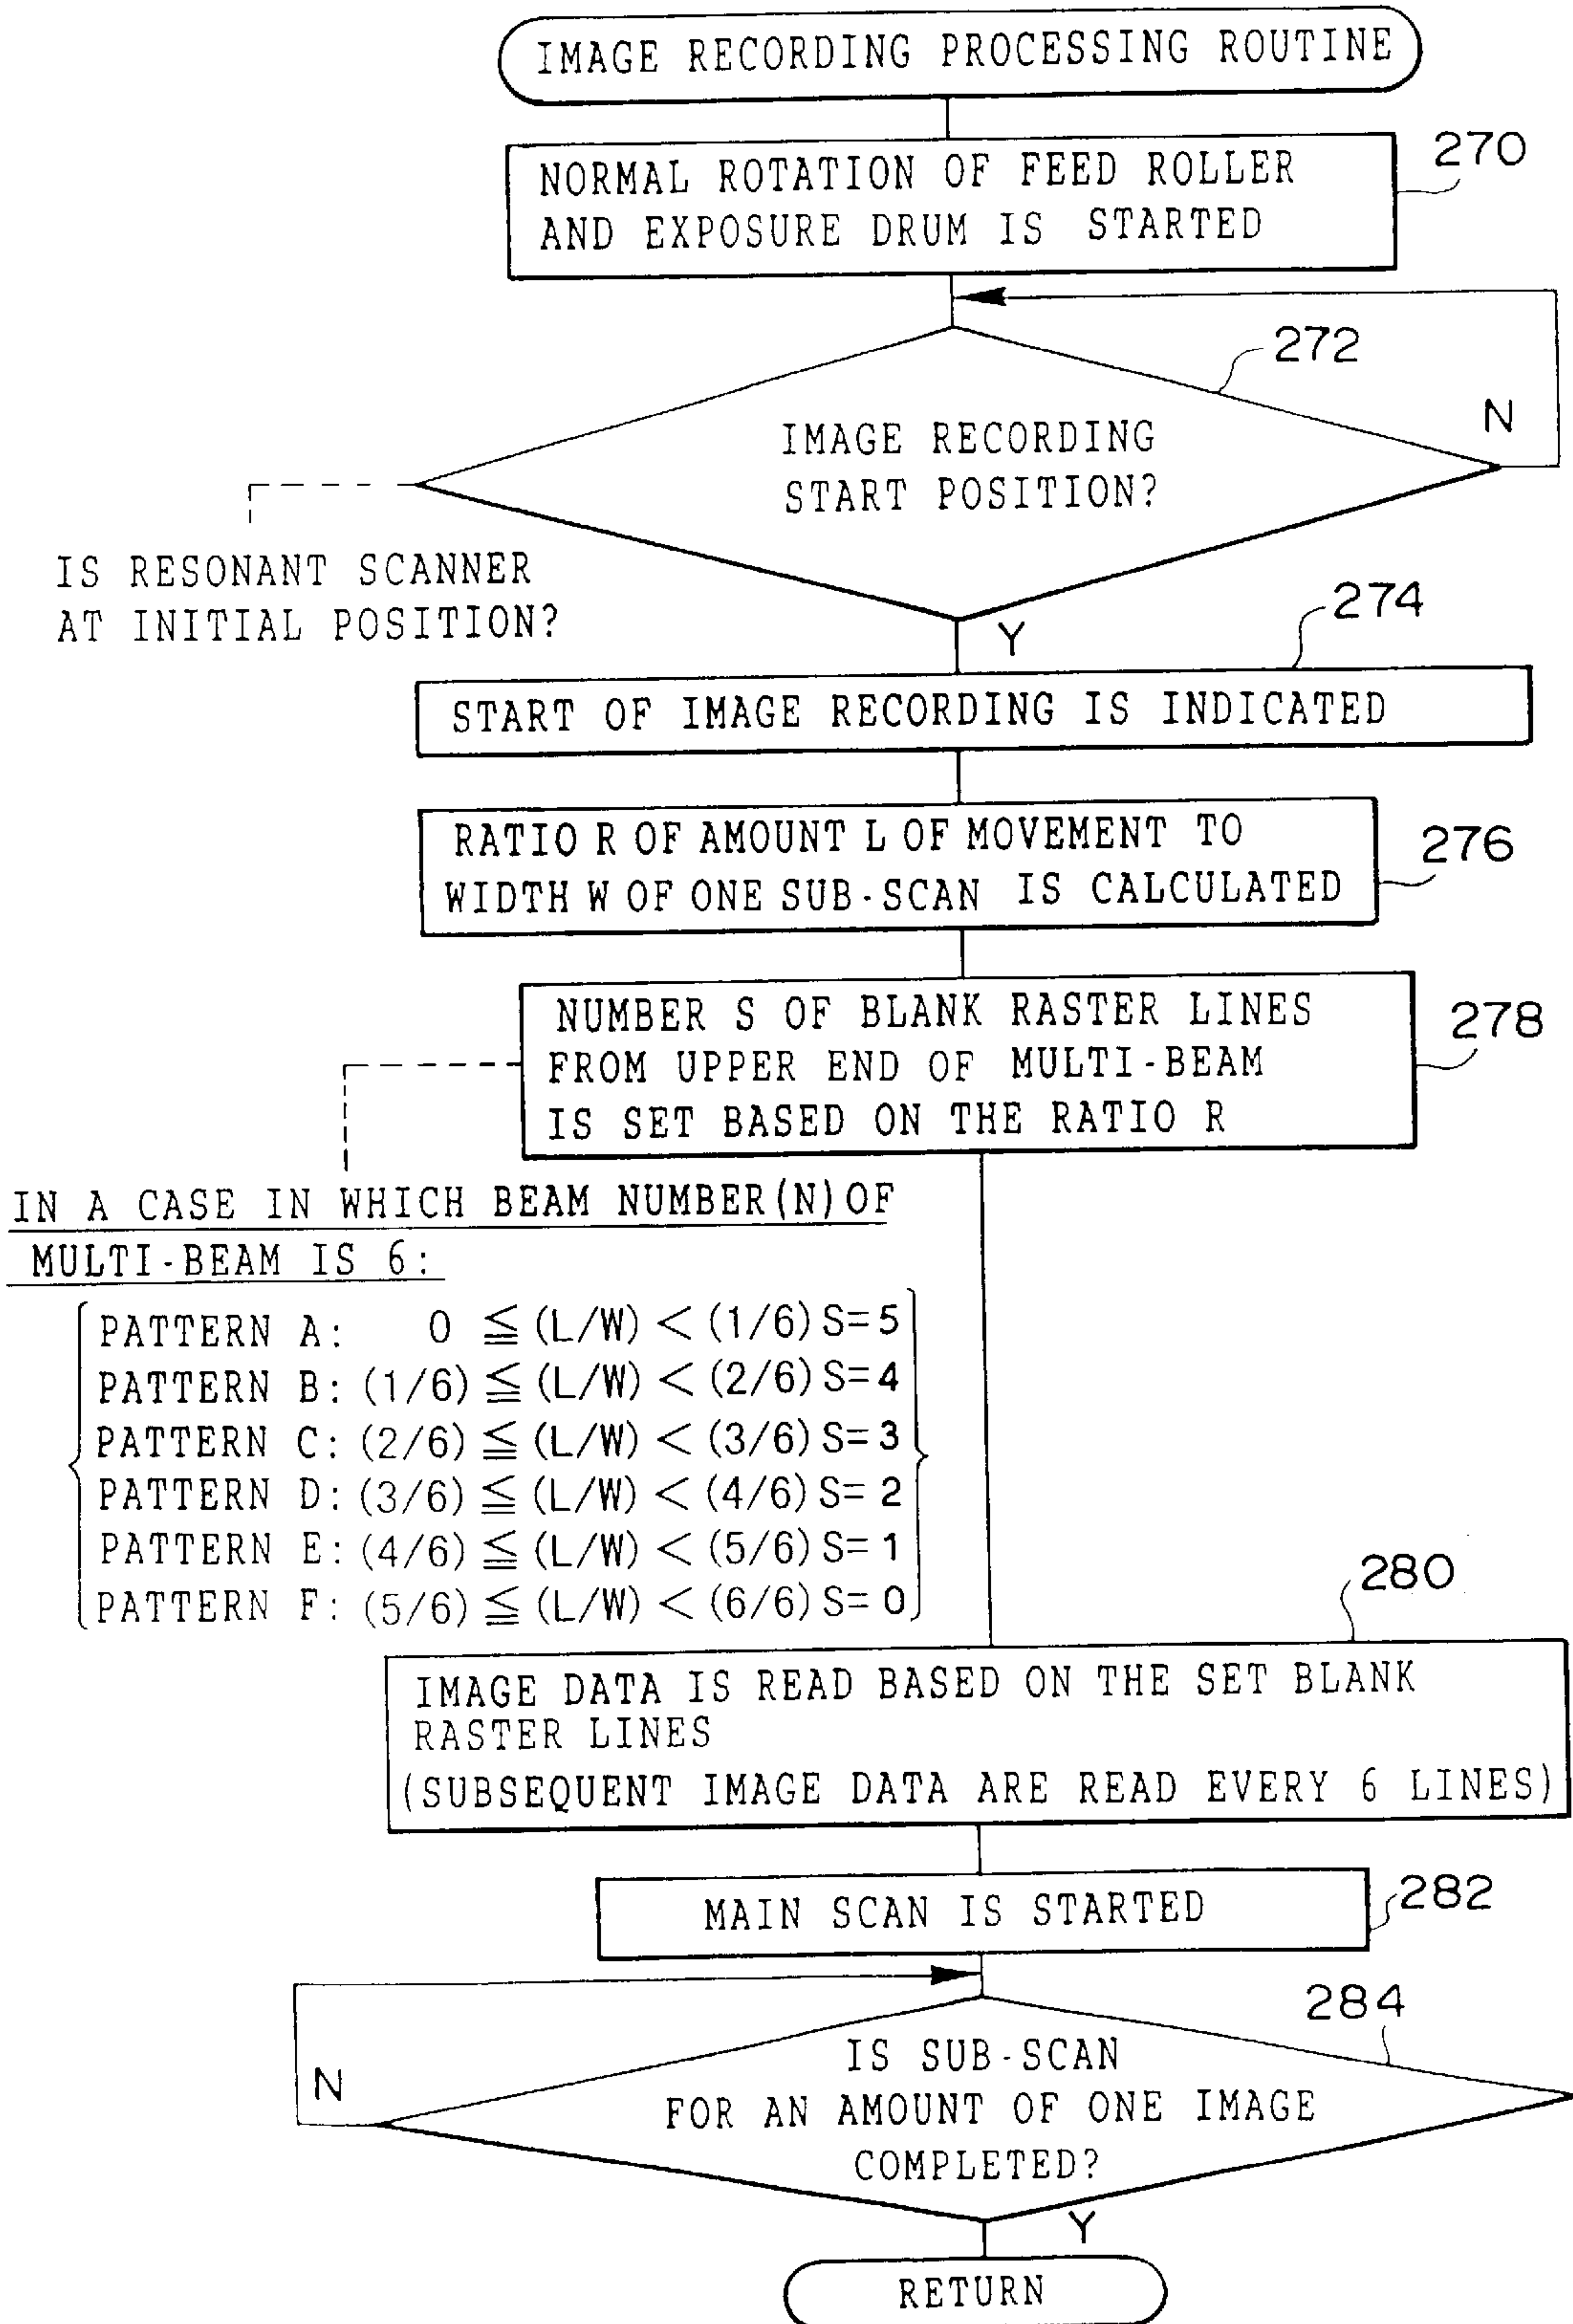 IMAGE RECORDING PROCESSING ROUTINE
NORMAL ROTATION OF FEED ROLLER
AND EXPOSURE DRUM IS STARTED
270
272
IMAGE RECORDING
START POSITION?
N
IS RESONANT SCANNER
AT INITIAL POSITION?
Y
274
START OF IMAGE RECORDING IS INDICATED
RATIO R OF AMOUNT L OF MOVEMENT TO
WIDTH W OF ONE SUB-SCAN IS CALCULATED
276
NUMBER S OF BLANK RASTER LINES
FROM UPPER END OF MULTI-BEAM
IS SET BASED ON THE RATIO R
278
IN A CASE IN WHICH BEAM NUMBER(N)OF
MULTI-BEAM IS 6:
PATTERN A: 0 ≦ (L/W) < (1/6) S=5
PATTERN B: (1/6) ≦ (L/W) < (2/6) S=4
PATTERN C: (2/6) ≦ (L/W) < (3/6) S=3
PATTERN D: (3/6) ≦ (L/W) < (4/6) S=2
PATTERN E: (4/6) ≦ (L/W) < (5/6) S=1
PATTERN F: (5/6) ≦ (L/W) < (6/6) S=0
280
IMAGE DATA IS READ BASED ON THE SET BLANK
RASTER LINES
(SUBSEQUENT IMAGE DATA ARE READ EVERY 6 LINES)
MAIN SCAN IS STARTED
282
284
IS SUB-SCAN
FOR AN AMOUNT OF ONE IMAGE
COMPLETED?
N
Y
RETURN